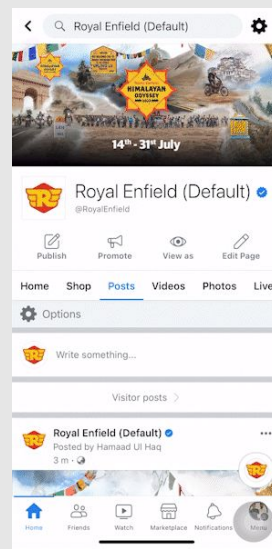 Royal Enfield (Default)
HIMALAYAN
ODYSSEY
14th - 31st July
Royal Enfield (Default)
@RoyalEnfield
Publish
Promote
View as
Edit Page
Home
Shop
Posts
Videos
Photos
Live
Options
Write something...
Visitor posts
Royal Enfield (Default)
Posted by Hamaad Ul Haq
3 m
Home
Friends
Watch
Marketplace
Notifications